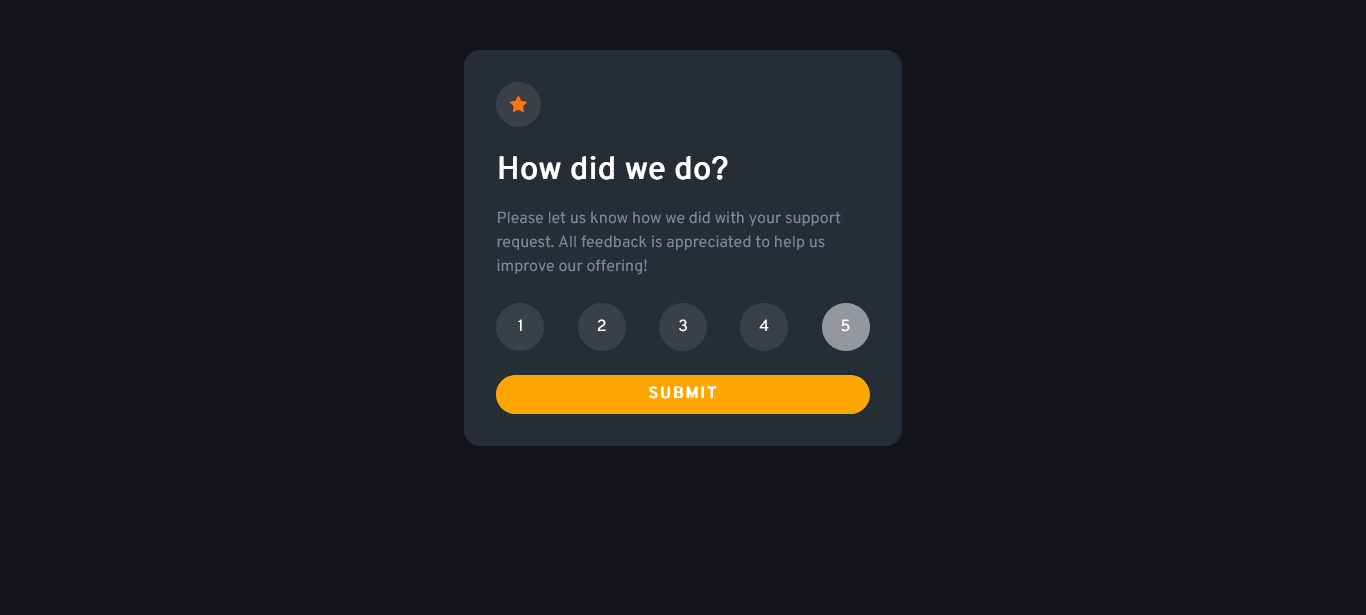 How did we do?
Please let us know how we did with your support
request. All feedback is appreciated to help us
improve our offering!
1 2 3 4 5
SUBMIT